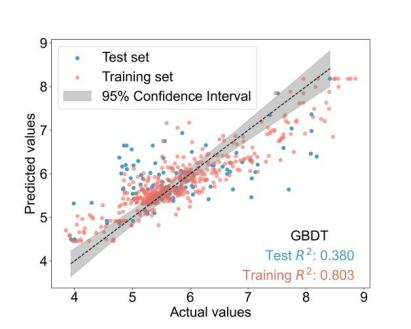 9
8
7
6
5
4
Predicted values
Test set
Training set
95% Confidence Interval
GBDT
Test R²: 0.380
Training R²: 0.803
4 5 6 7 8 9
Actual values